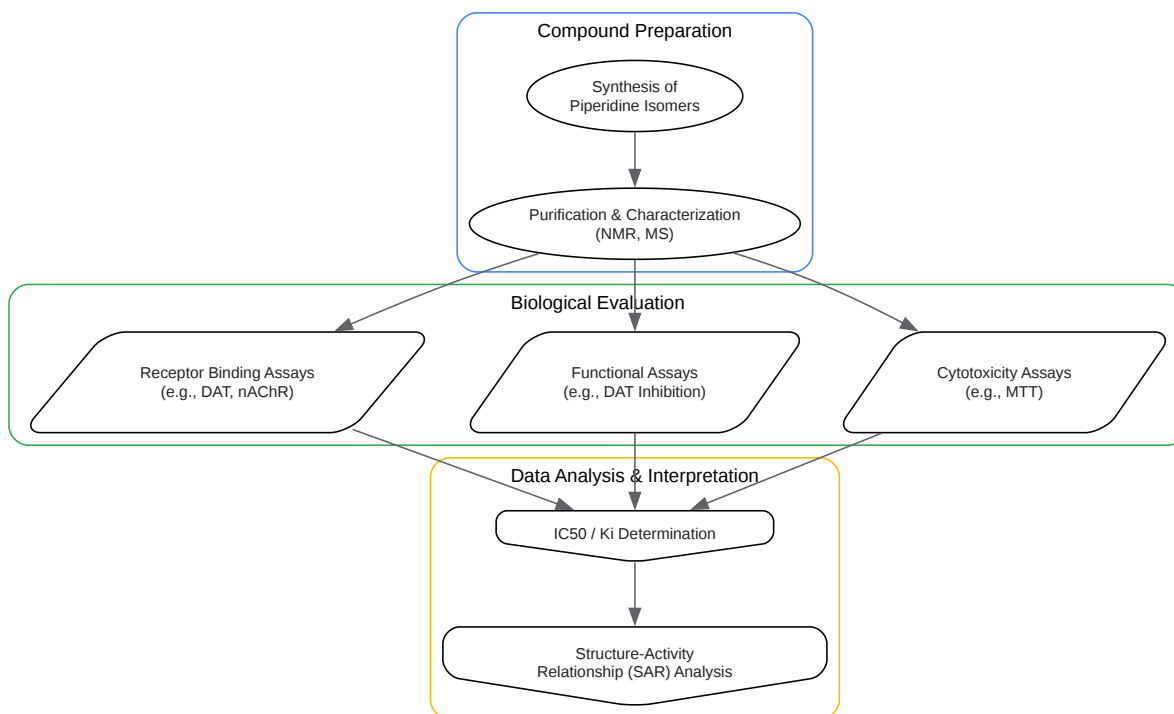 Compound Preparation
Synthesis of
Piperidine Isomers
Purification & Characterization
(NMR, MS)
Biological Evaluation
Receptor Binding Assays
(e.g., DAT, nAChR)
Functional Assays
(e.g., DAT Inhibition)
Cytotoxicity Assays
(e.g., MTT)
Data Analysis & Interpretation
IC50 / Ki Determination
Structure-Activity
Relationship (SAR) Analysis